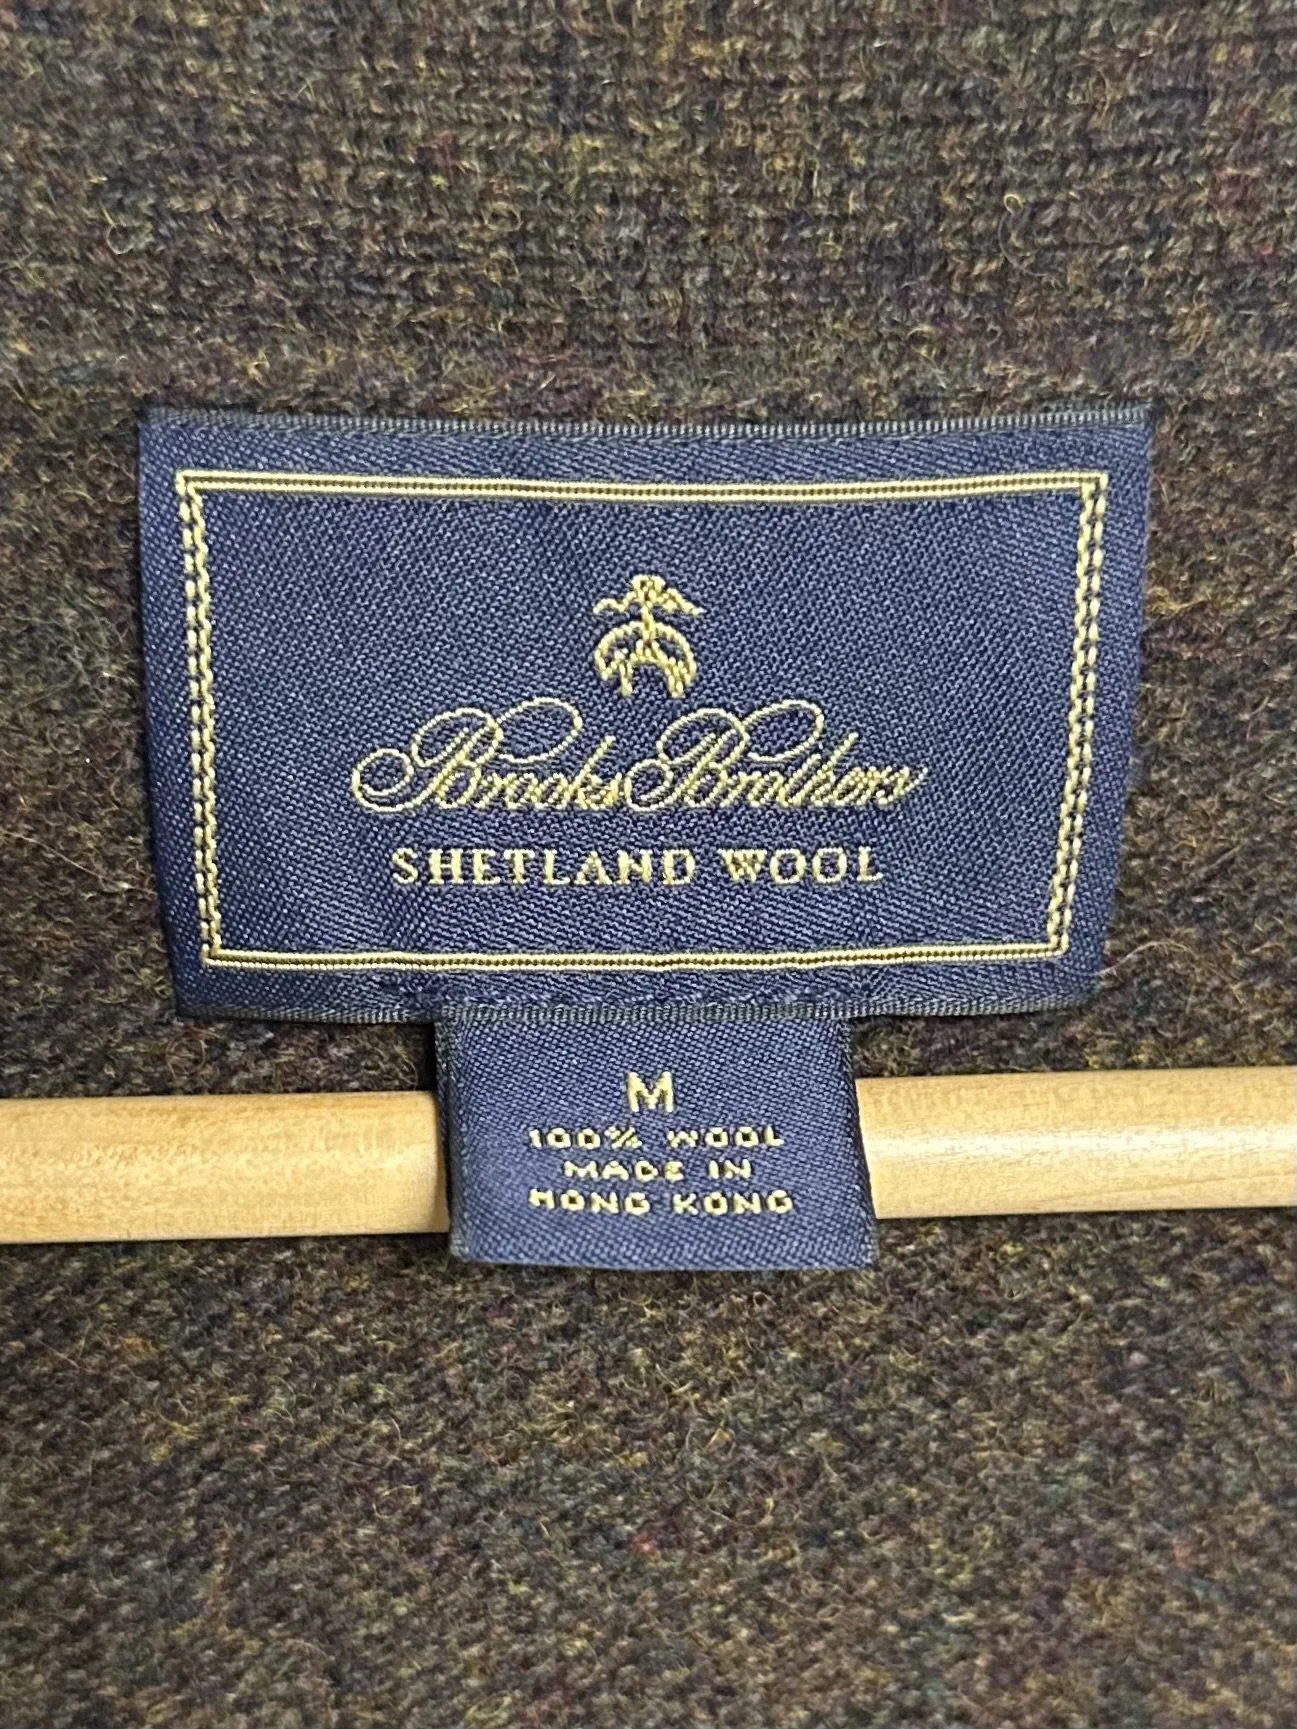 Brooks Brothers
SHETLAND WOOL
M
100% WOOL
MADE IN
HONG KONG